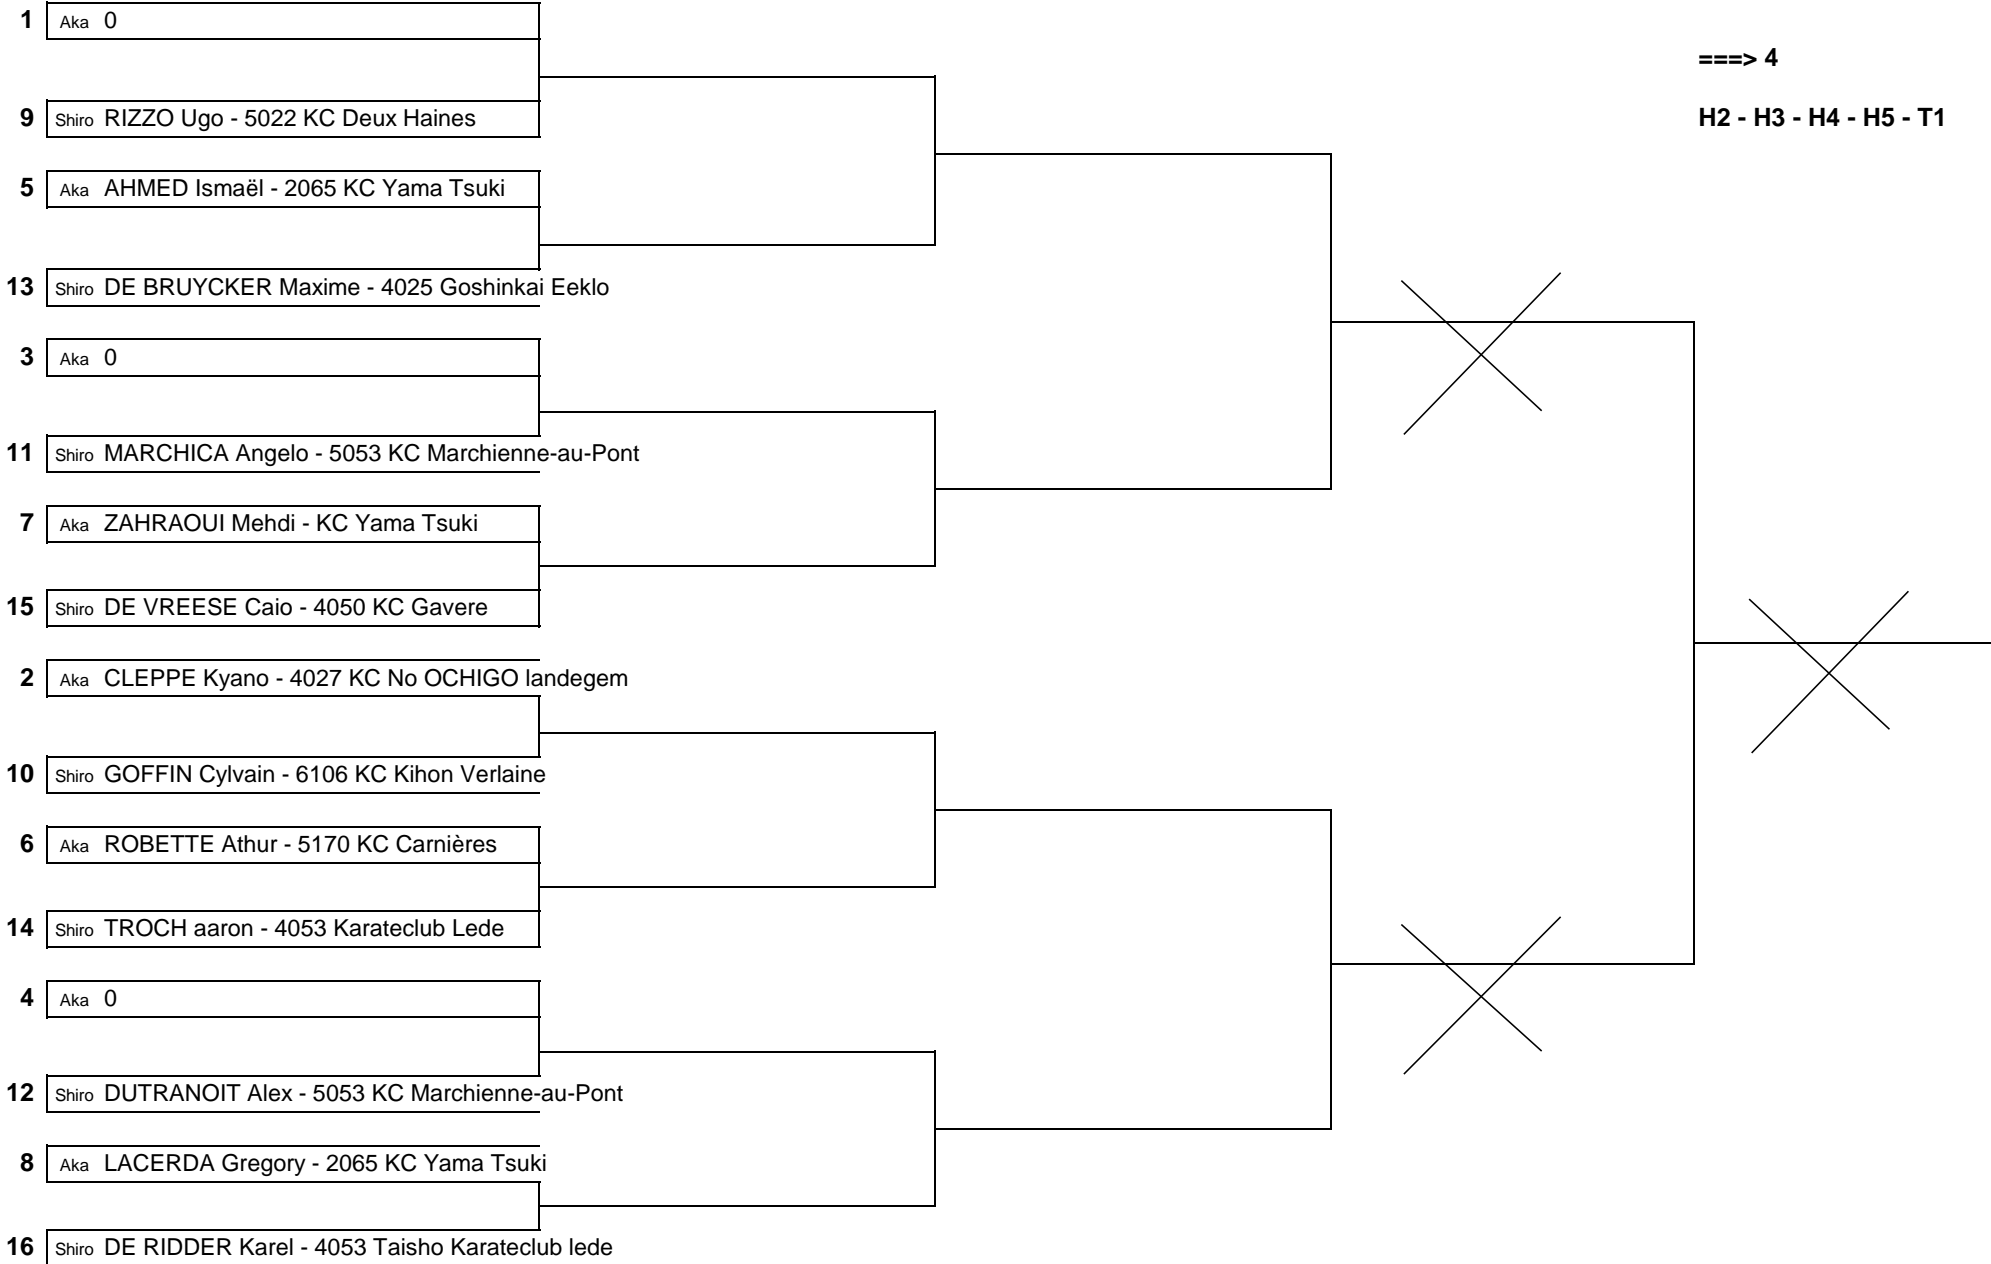 1 Aka 0
===> 4
9 Shiro RIZZO Ugo - 5022 KC Deux Haines
H2 - H3 - H4 - H5 - T1
5 Aka AHMED Ismaël - 2065 KC Yama Tsuki
13 Shiro DE BRUYCKER Maxime - 4025 Goshinkai Eeklo
3 Aka 0
11 Shiro MARCHICA Angelo - 5053 KC Marchienne-au-Pont
7 Aka ZAHRAOUI Mehdi - KC Yama Tsuki
15 Shiro DE VREESE Caio - 4050 KC Gavere
2 Aka CLEPPE Kyano - 4027 KC No OCHIGO landegem
10 Shiro GOFFIN Cylvain - 6106 KC Kihon Verlaine
6 Aka ROBETTE Athur - 5170 KC Carnières
14 Shiro TROCH aaron - 4053 Karateclub Lede
4 Aka 0
12 Shiro DUTRANOIT Alex - 5053 KC Marchienne-au-Pont
8 Aka LACERDA Gregory - 2065 KC Yama Tsuki
16 Shiro DE RIDDER Karel - 4053 Taisho Karateclub lede